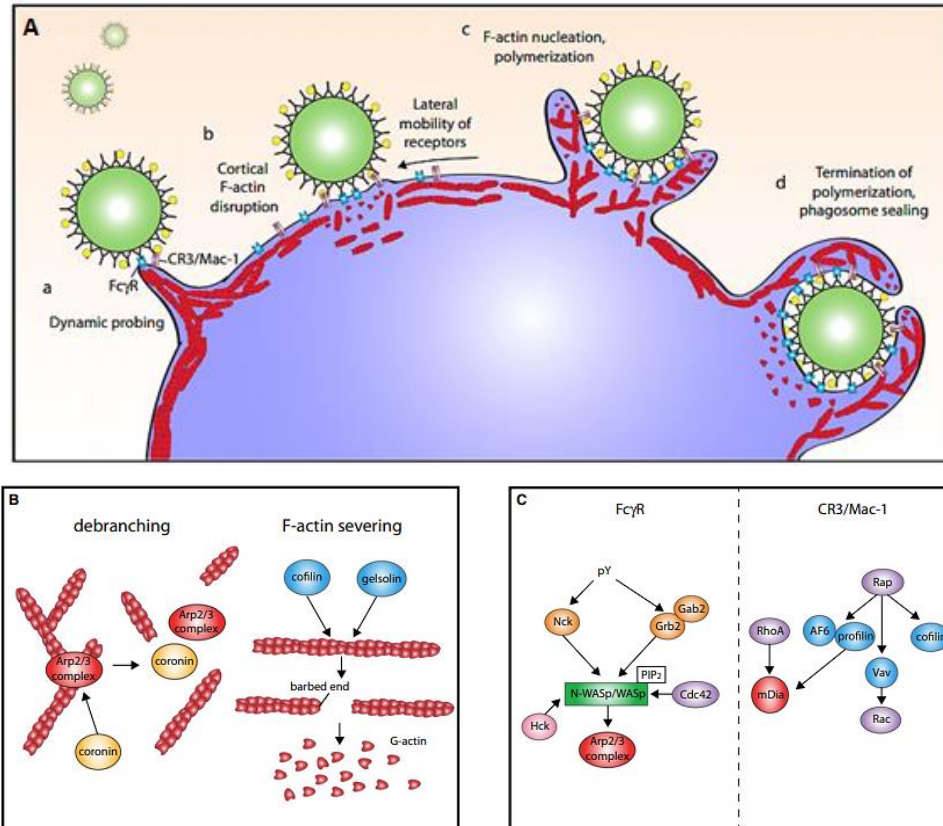 A
a
FcγR
CR3/Mac-1
Dynamic probing
b
Cortical
F-actin
disruption
Lateral
mobility of
receptors
c
F-actin nucleation,
polymerization
d
Termination of
polymerization,
phagosome sealing
B
debranching
Arp2/3
complex
coronin
Arp2/3
complex
coronin
F-actin severing
cofilin
gelsolin
barbed end
G-actin
C
FcγR
pY
Nck
Gab2
Grb2
PIP2
N-WASp/WASp
Cdc42
Hck
Arp2/3
complex
CR3/Mac-1
Rap
RhoA
AF6
profilin
cofilin
mDia
Vav
Rac